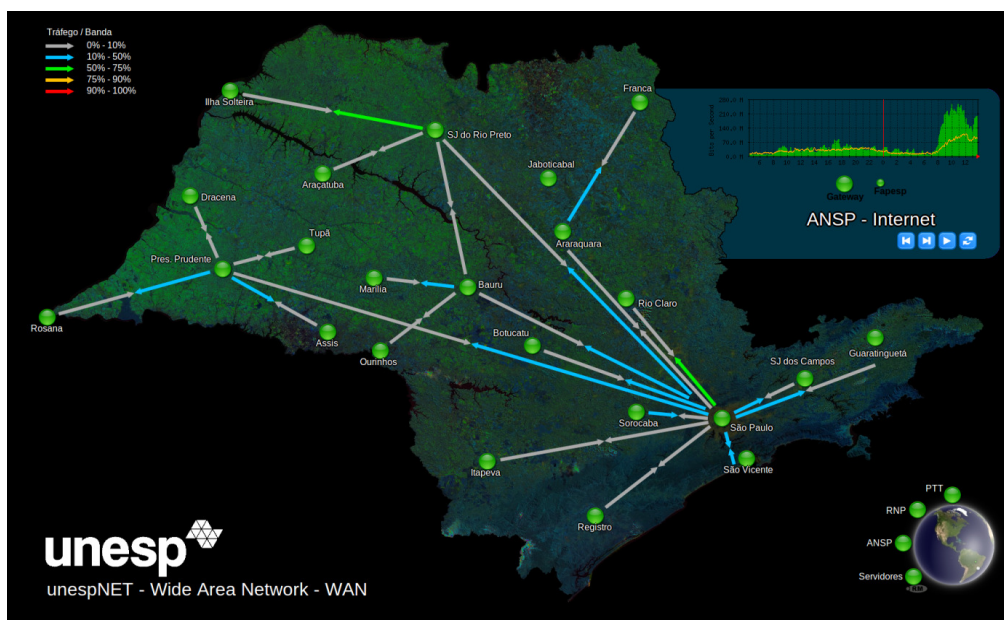 Tráfego / Banda
0% - 10%
10% - 50%
50% - 75%
75% - 90%
90% - 100%
Ilha Solteira
Franca
SJ do Rio Preto
Jaboticabal
Araçatuba
Dracena
Tupã
Araraquara
Pres. Prudente
Marília
Bauru
Rio Claro
Rosana
Assis
Ourinhos
Botucatu
SJ dos Campos
Guaratinguetá
Sorocaba
São Paulo
Itapeva
São Vicente
Registro
Gateway
Fapesp
ANSP - Internet
PTT
RNP
ANSP
Servidores
unesp
unespNET - Wide Area Network - WAN